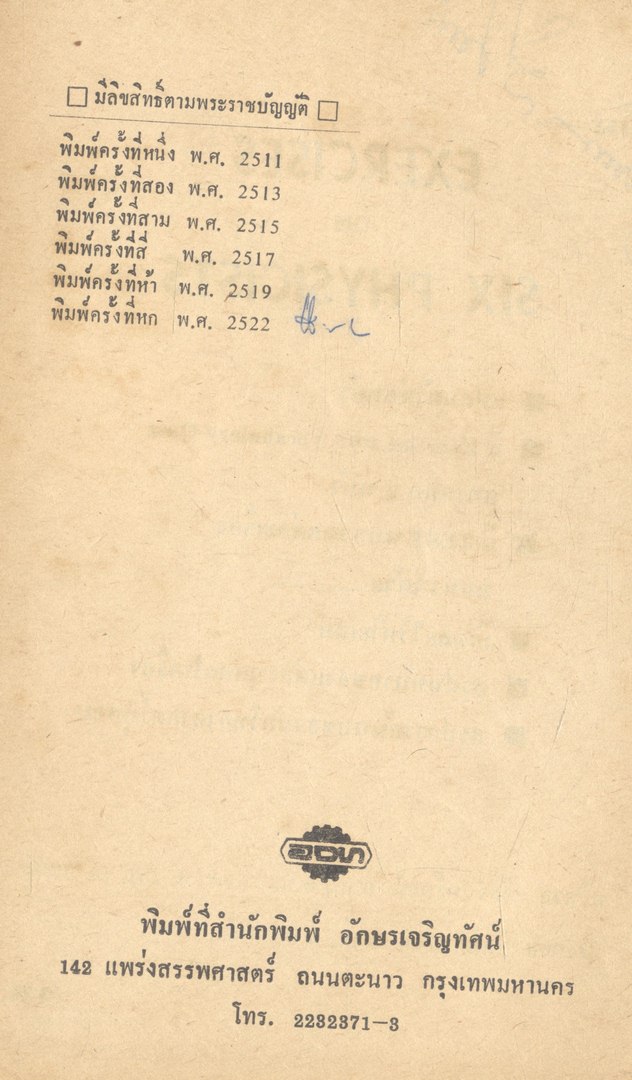 □ มีลิขสิทธิ์ตามพระราชบัญญัติ □
พิมพ์ครั้งที่หนึ่ง พ.ศ. 2511
พิมพ์ครั้งที่สอง พ.ศ. 2513
พิมพ์ครั้งที่สาม พ.ศ. 2515
พิมพ์ครั้งที่สี่ พ.ศ. 2517
พิมพ์ครั้งที่ห้า พ.ศ. 2519
พิมพ์ครั้งที่หก พ.ศ. 2522
อจท
พิมพ์ที่สำนักพิมพ์ อักษรเจริญทัศน์
142 แพร่งสรรพศาสตร์ ถนนตะนาว กรุงเทพมหานคร
โทร. 2232371-3